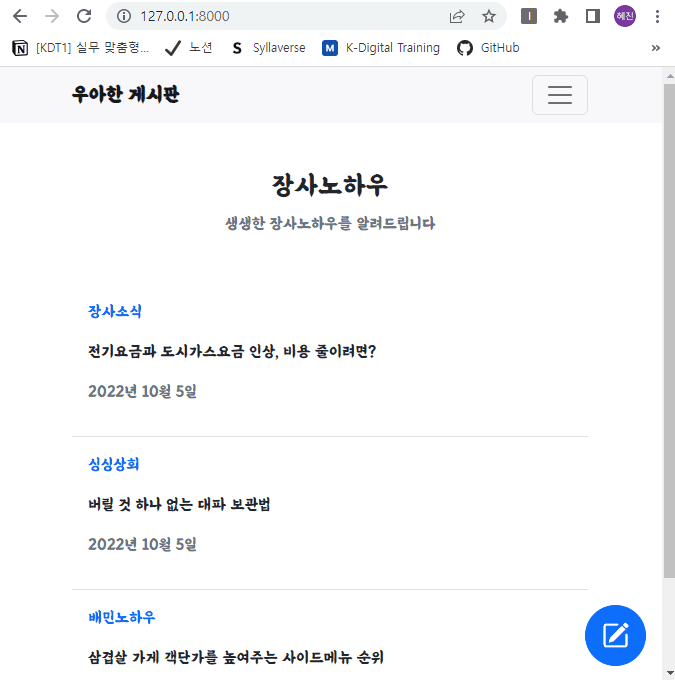 127.0.0.1:8000
혜진
[KDT1] 실무 맞춤형...
노션
Syllaverse
K-Digital Training
GitHub
»
우아한 게시판
장사노하우
생생한 장사노하우를 알려드립니다
장사소식
전기요금과 도시가스요금 인상, 비용 줄이려면?
2022년 10월 5일
싱싱상회
버릴 것 하나 없는 대파 보관법
2022년 10월 5일
배민노하우
삼겹살 가게 객단가를 높여주는 사이드메뉴 순위